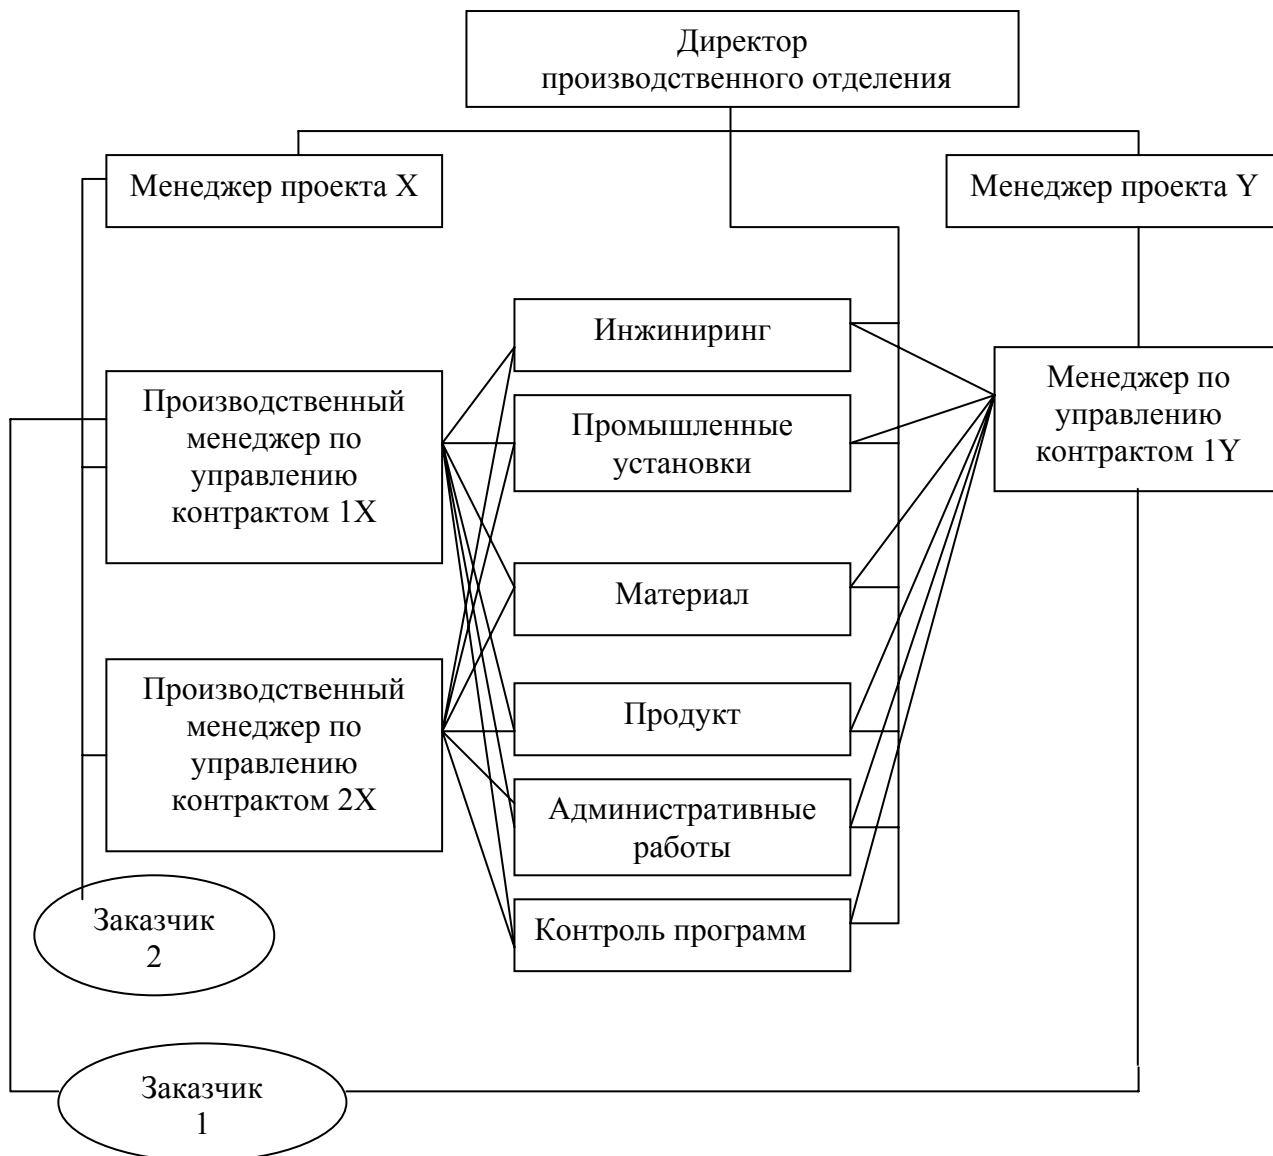 Директор
производственного отделения
Менеджер проекта X
Менеджер проекта Y
Инжиниринг
Производственный
менеджер по
управлению
контрактом 1X
Промышленные
установки
Менеджер по
управлению
контрактом 1Y
Материал
Производственный
менеджер по
управлению
контрактом 2X
Продукт
Административные
работы
Контроль программ
Заказчик
2
Заказчик
1